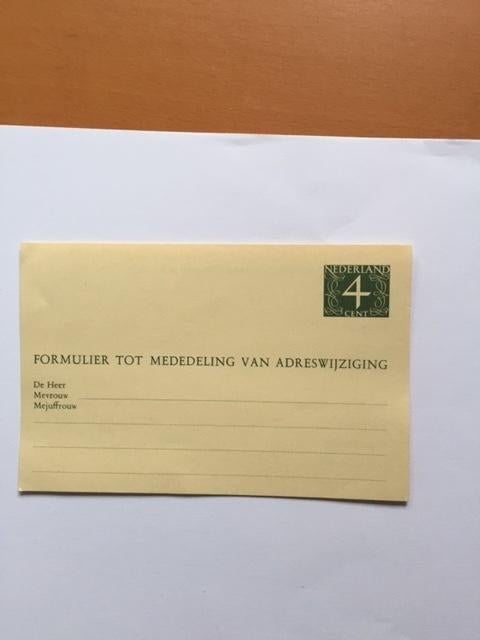 NEDERLAND
4
CENT
FORMULIER TOT MEDEDELING VAN ADRESWIJZIGING
De Heer
Mevrouw
Mejuffrouw